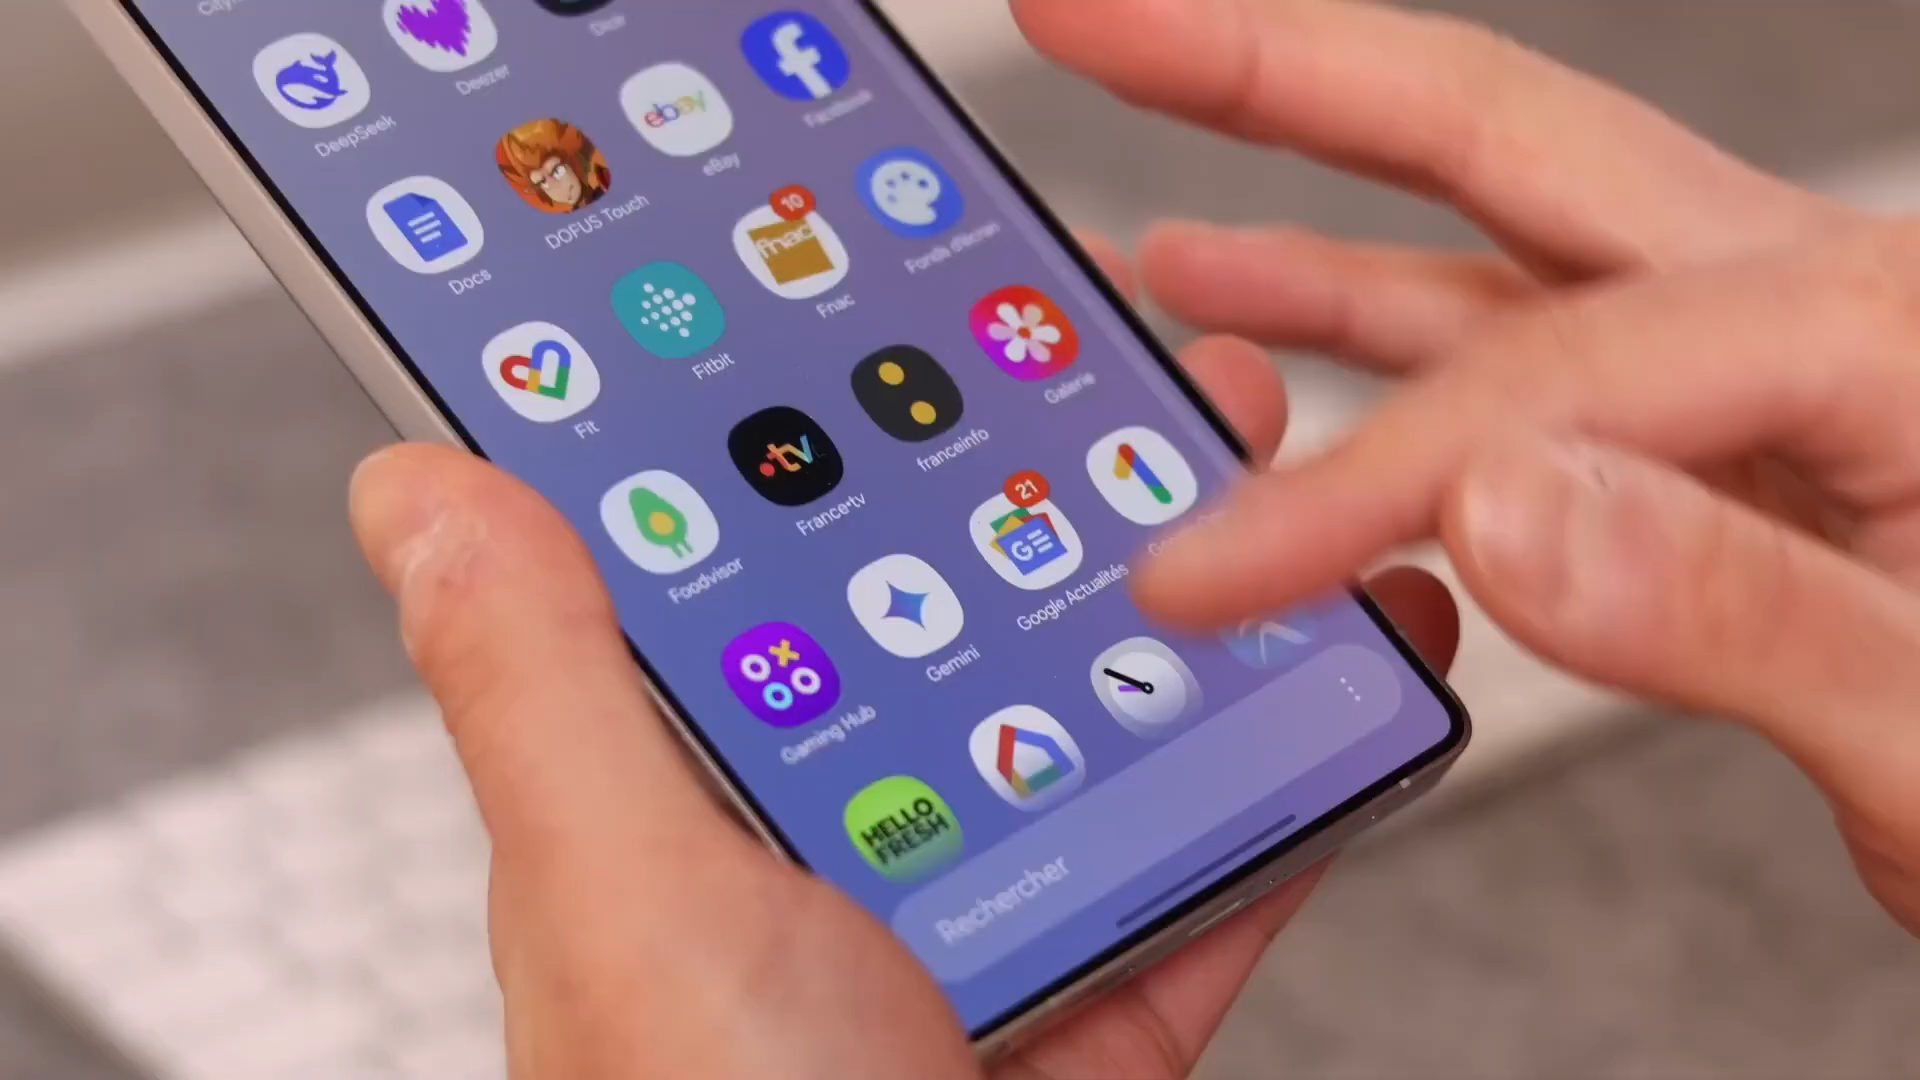 DeepSeek
Deezer
Docs
DOFUS Touch
ebay
eBay
Facebook
Fit
Fitbit
10
fnac
Fnac
Fonds d'écran
Foodvisor
.tv
France•tv
franceinfo
Galerie
Gaming Hub
Gemini
21
G
Google Actualités
HELLO
FRESH
Rechercher